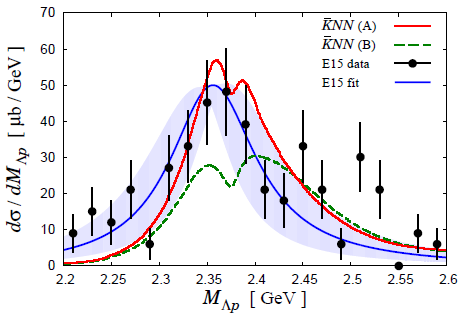 70
60
50
40
30
20
10
0
dσ / dM_Λp [ μb / GeV ]
K̄NN (A)
K̄NN (B)
E15 data
E15 fit
2.2 2.25 2.3 2.35 2.4 2.45 2.5 2.55 2.6
M_Λp [ GeV ]